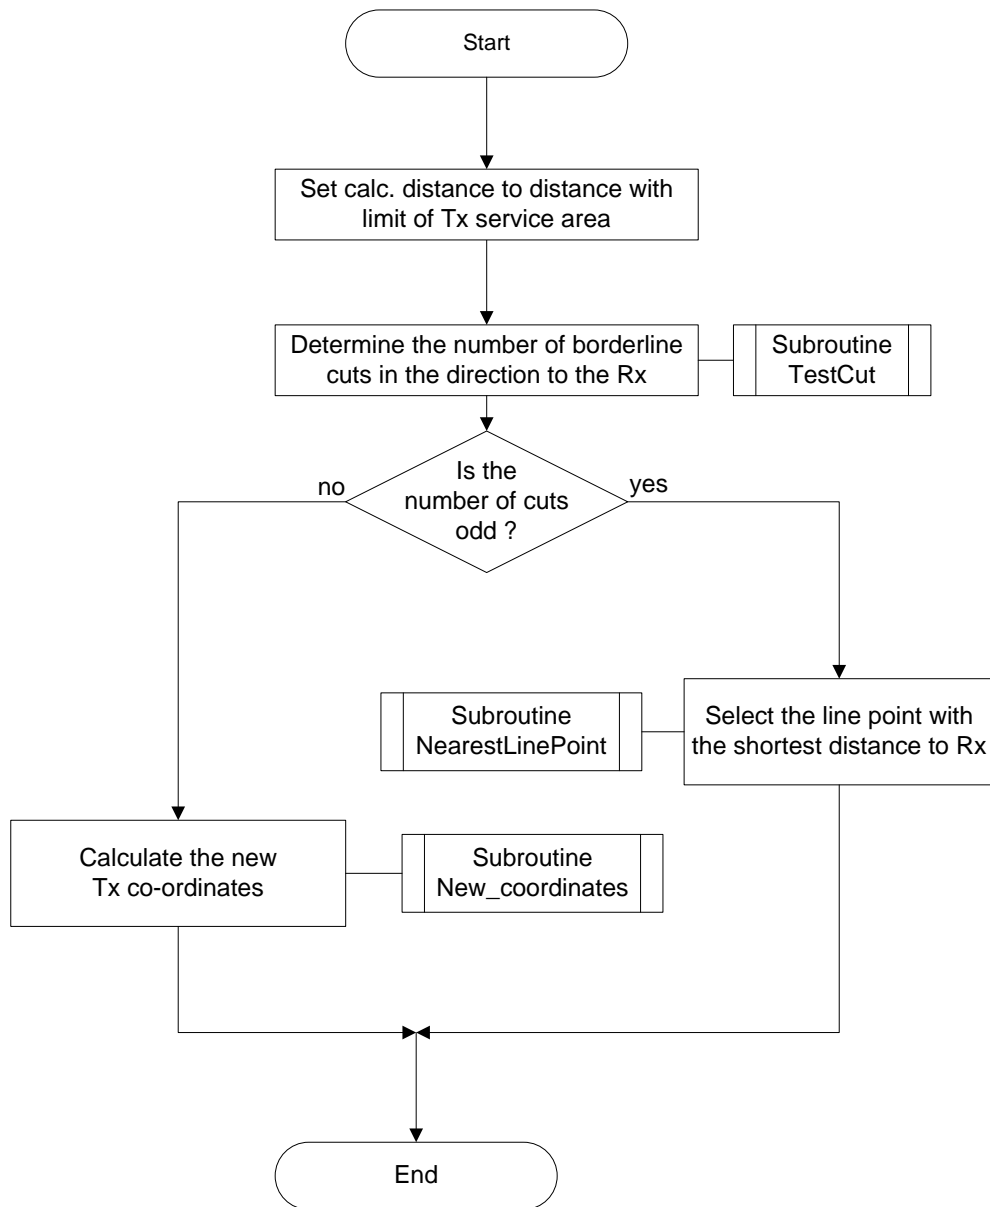 Start
Set calc. distance to distance with
limit of Tx service area
Determine the number of borderline
cuts in the direction to the Rx
Subroutine
TestCut
Is the
number of cuts
odd ?
no
yes
Subroutine
NearestLinePoint
Select the line point with
the shortest distance to Rx
Calculate the new
Tx co-ordinates
Subroutine
New_coordinates
End